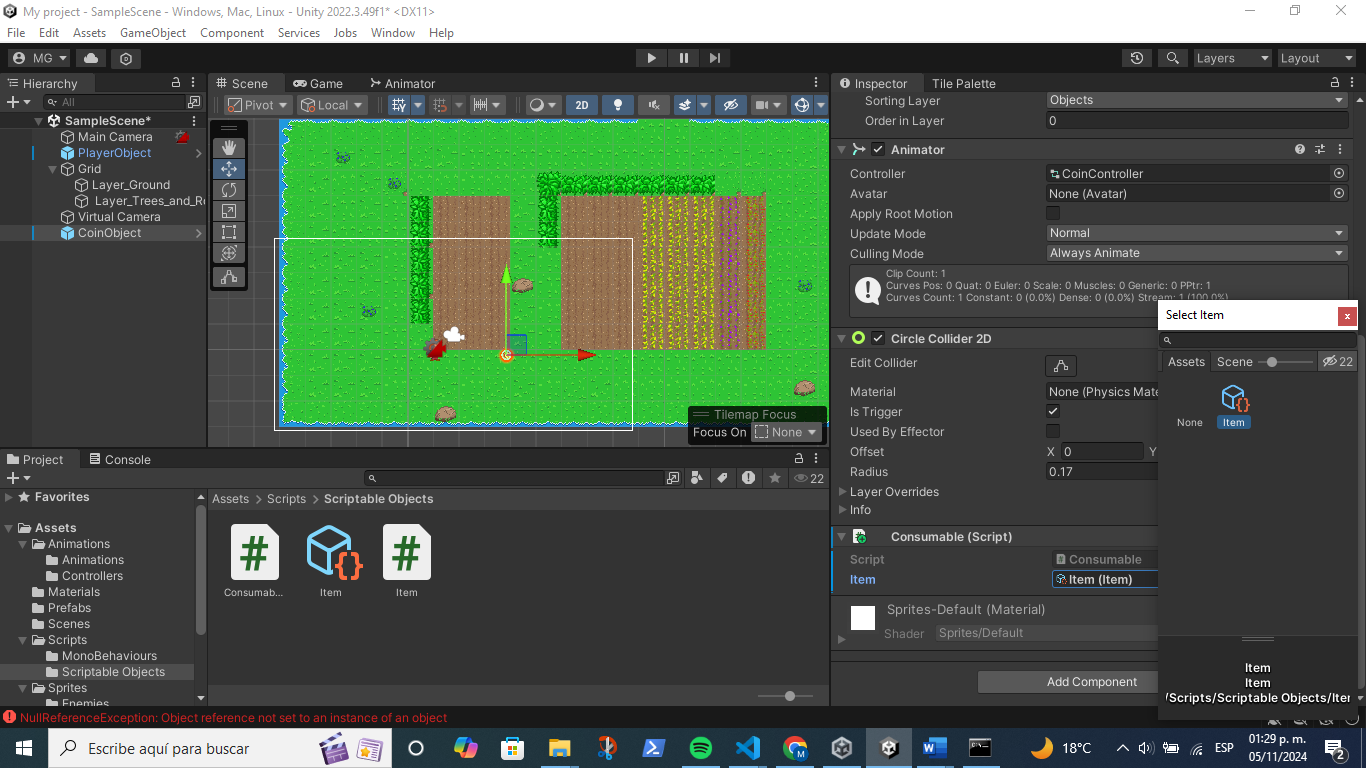 My project - SampleScene - Windows, Mac, Linux - Unity 2022.3.49f1* <DX11>
File Edit Assets GameObject Component Services Jobs Window Help
MG
Layers Layout
Hierarchy
All
SampleScene*
Main Camera
PlayerObject
Grid
Layer_Ground
Layer_Trees_and_Ro
Virtual Camera
CoinObject
Scene Game Animator
Pivot Local 2D
Tilemap Focus
Focus On None
Inspector Tile Palette
Sorting Layer Objects
Order in Layer 0
Animator
Controller CoinController
Avatar None (Avatar)
Apply Root Motion
Update Mode Normal
Culling Mode Always Animate
Clip Count: 1
Curves Pos: 0 Quat: 0 Euler: 0 Scale: 0 Muscles: 0 Generic: 0 PPtr: 1
Curves Count: 1 Constant: 0 (0.0%) Dense: 0 (0.0%) Stream: 1 (100.0%)
Circle Collider 2D
Edit Collider
Material None (Physics Mate
Is Trigger
Used By Effector
Offset X 0 Y
Radius 0.17
Layer Overrides
Info
Consumable (Script)
Script Consumable
Item Item (Item)
Sprites-Default (Material)
Shader Sprites/Default
Add Component
Select Item
Assets Scene 22
None Item
Item
Item
/Scripts/Scriptable Objects/Iter
Project Console
22
Favorites
Assets
Animations
Animations
Controllers
Materials
Prefabs
Scenes
Scripts
MonoBehaviours
Scriptable Objects
Sprites
Enemies
Assets > Scripts > Scriptable Objects
Consumab... Item Item
NullReferenceException: Object reference not set to an instance of an object
Escribe aquí para buscar
18°C
ESP
01:29 p. m.
05/11/2024
2